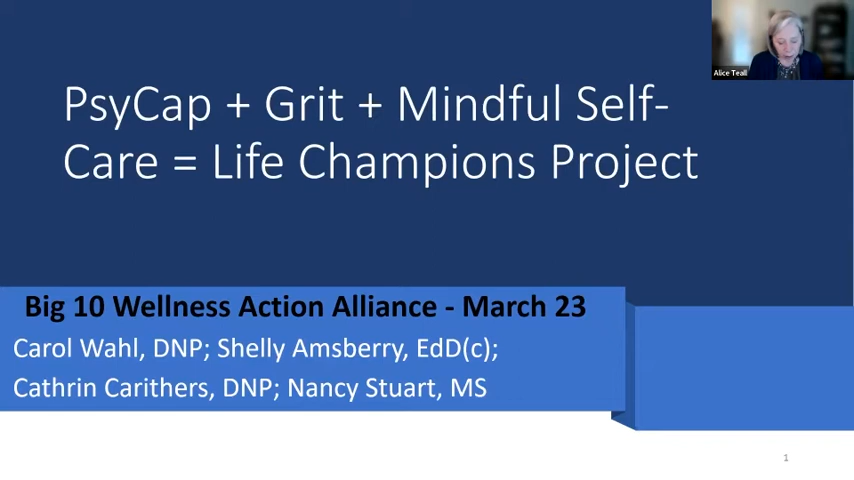 Alice Teall
PsyCap + Grit + Mindful Self-
Care = Life Champions Project
Big 10 Wellness Action Alliance - March 23
Carol Wahl, DNP; Shelly Amsberry, EdD(c);
Cathrin Carithers, DNP; Nancy Stuart, MS
1